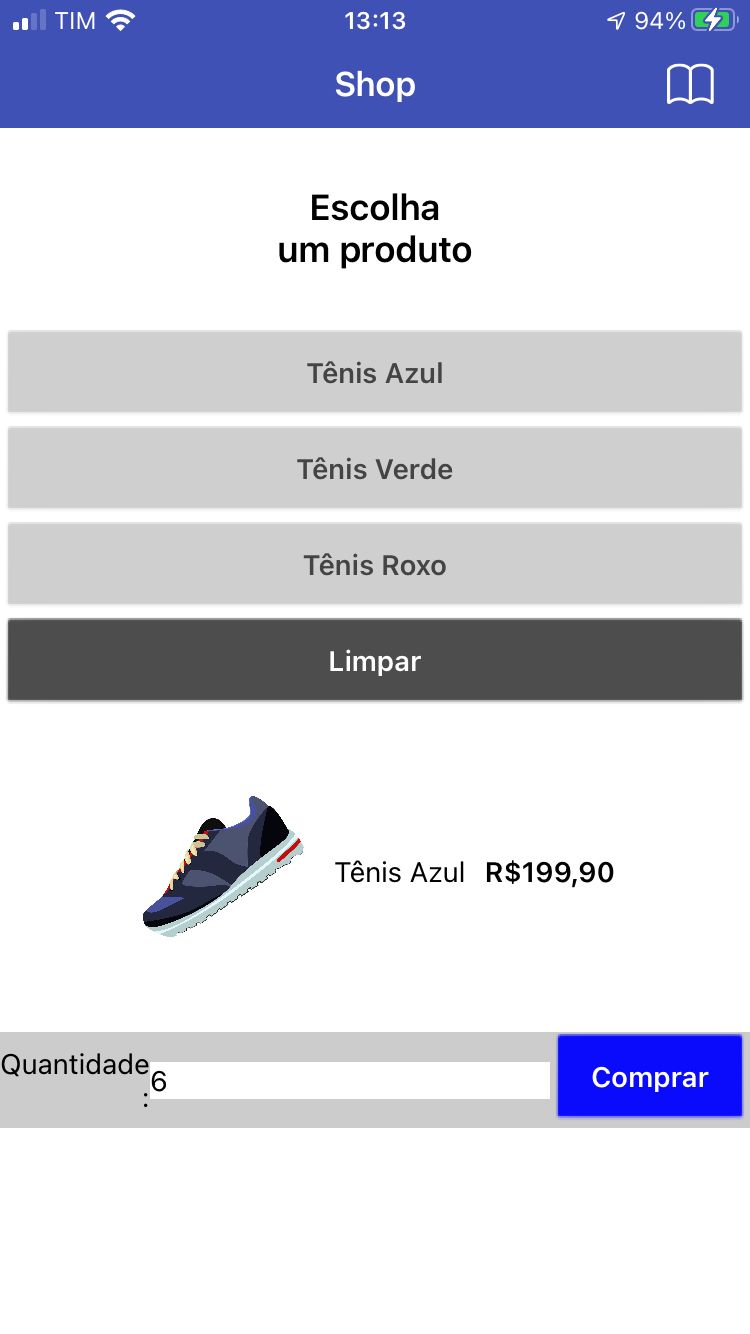 TIM 13:13 94%
Shop
Escolha
um produto
Tênis Azul
Tênis Verde
Tênis Roxo
Limpar
Tênis Azul R$199,90
Quantidade
:
6
Comprar